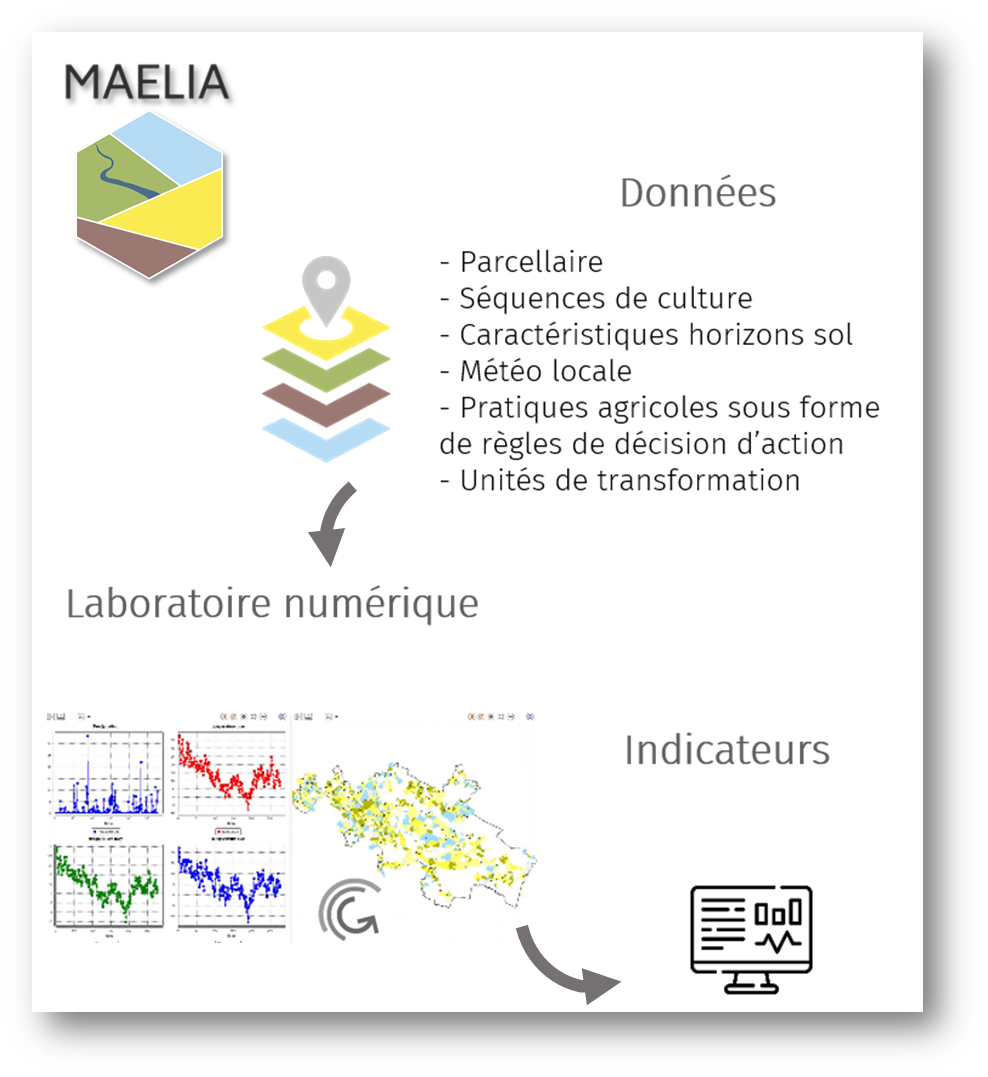 MAELIA
Données
- Parcellaire
- Séquences de culture
- Caractéristiques horizons sol
- Météo locale
- Pratiques agricoles sous forme
de règles de décision d’action
- Unités de transformation
Laboratoire numérique
Indicateurs